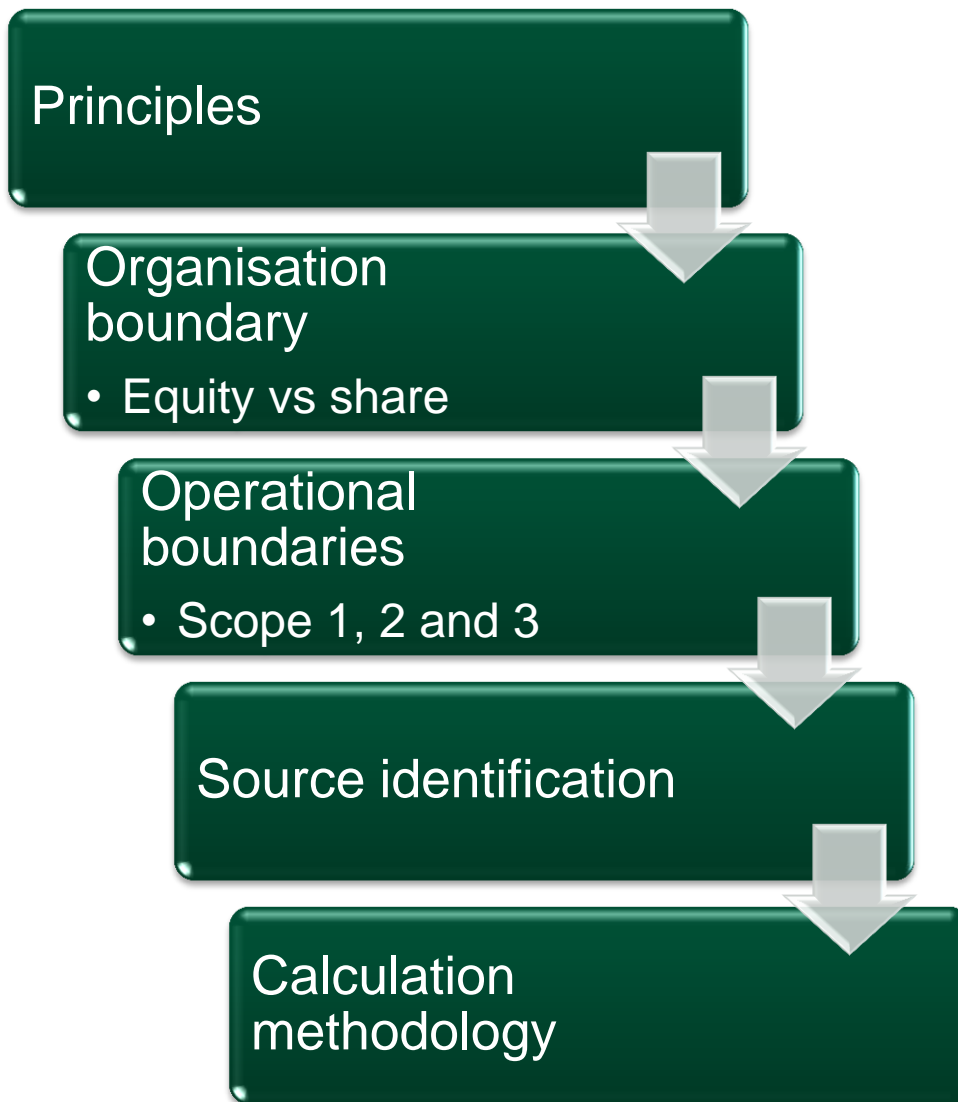 Principles
Organisation
boundary
• Equity vs share
Operational
boundaries
• Scope 1, 2 and 3
Source identification
Calculation
methodology